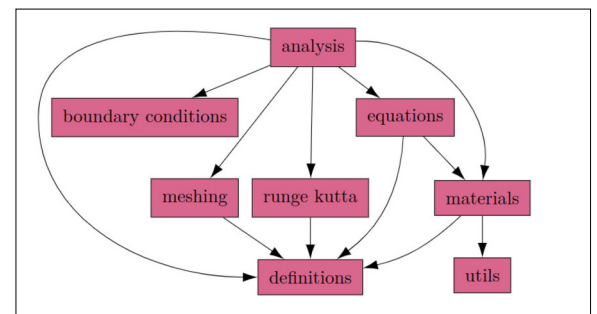 analysis
boundary conditions
equations
meshing
runge kutta
materials
definitions
utils